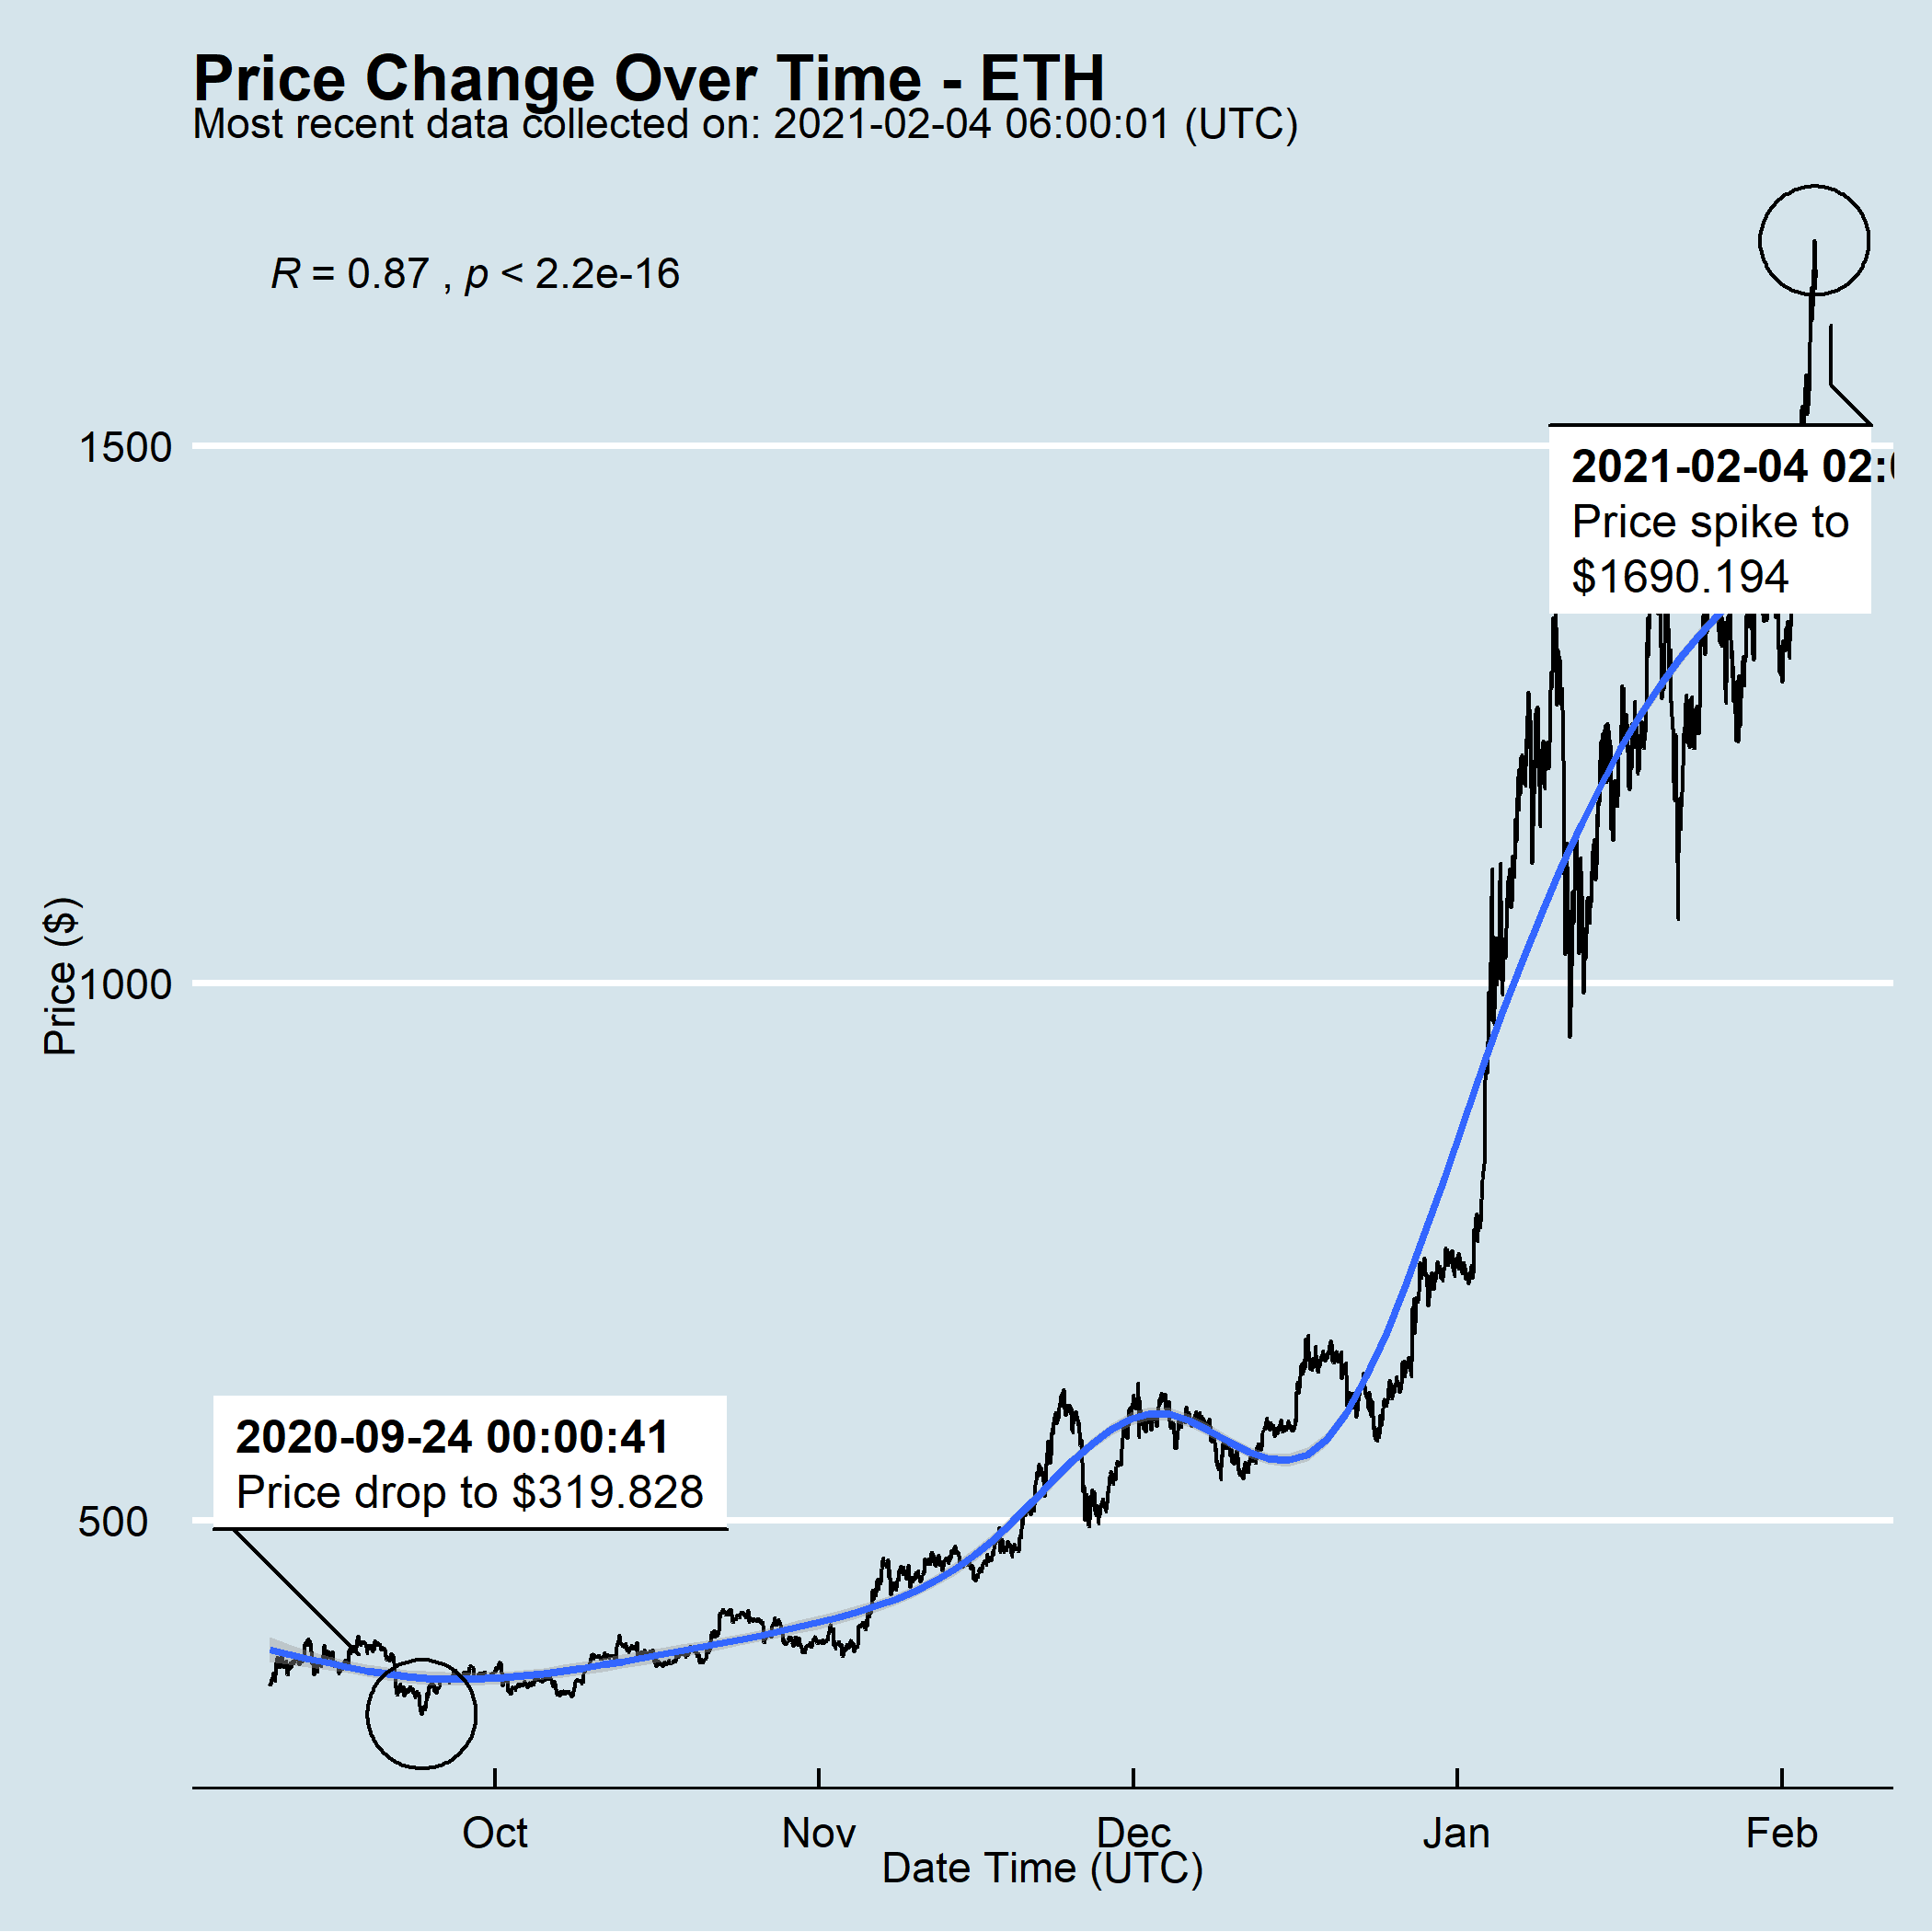 Price Change Over Time - ETH
Most recent data collected on: 2021-02-04 06:00:01 (UTC)
R = 0.87 , p < 2.2e-16
1500
2021-02-04 02:
Price spike to
$1690.194
Price ($)
1000
2020-09-24 00:00:41
Price drop to $319.828
500
Oct Nov Dec Jan Feb
Date Time (UTC)